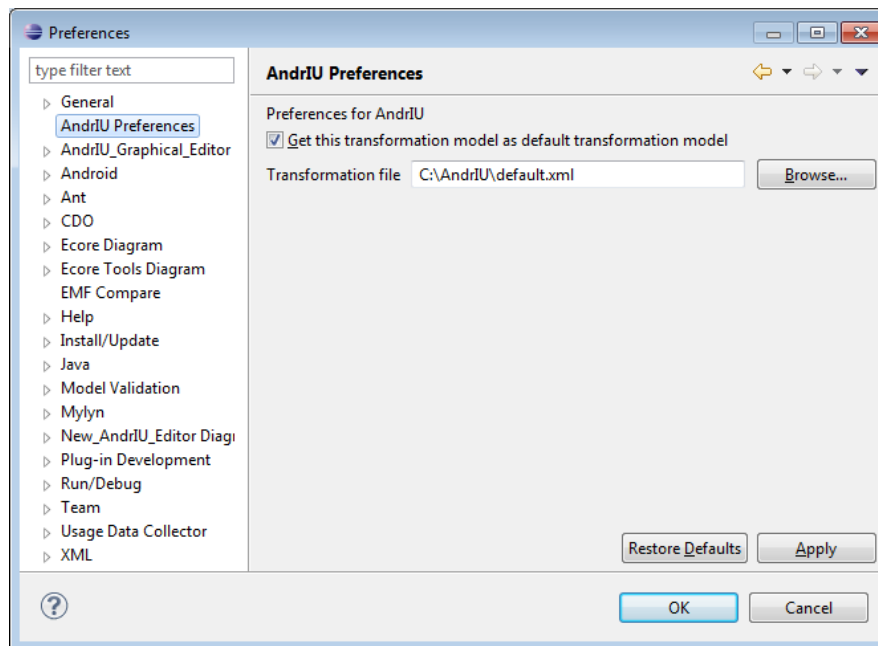 Preferences
type filter text
General
AndrIU Preferences
AndrIU_Graphical_Editor
Android
Ant
CDO
Ecore Diagram
Ecore Tools Diagram
EMF Compare
Help
Install/Update
Java
Model Validation
Mylyn
New_AndrIU_Editor Diagr
Plug-in Development
Run/Debug
Team
Usage Data Collector
XML
AndrIU Preferences
Preferences for AndrIU
Get this transformation model as default transformation model
Transformation file C:\AndrIU\default.xml Browse...
Restore Defaults Apply
OK Cancel